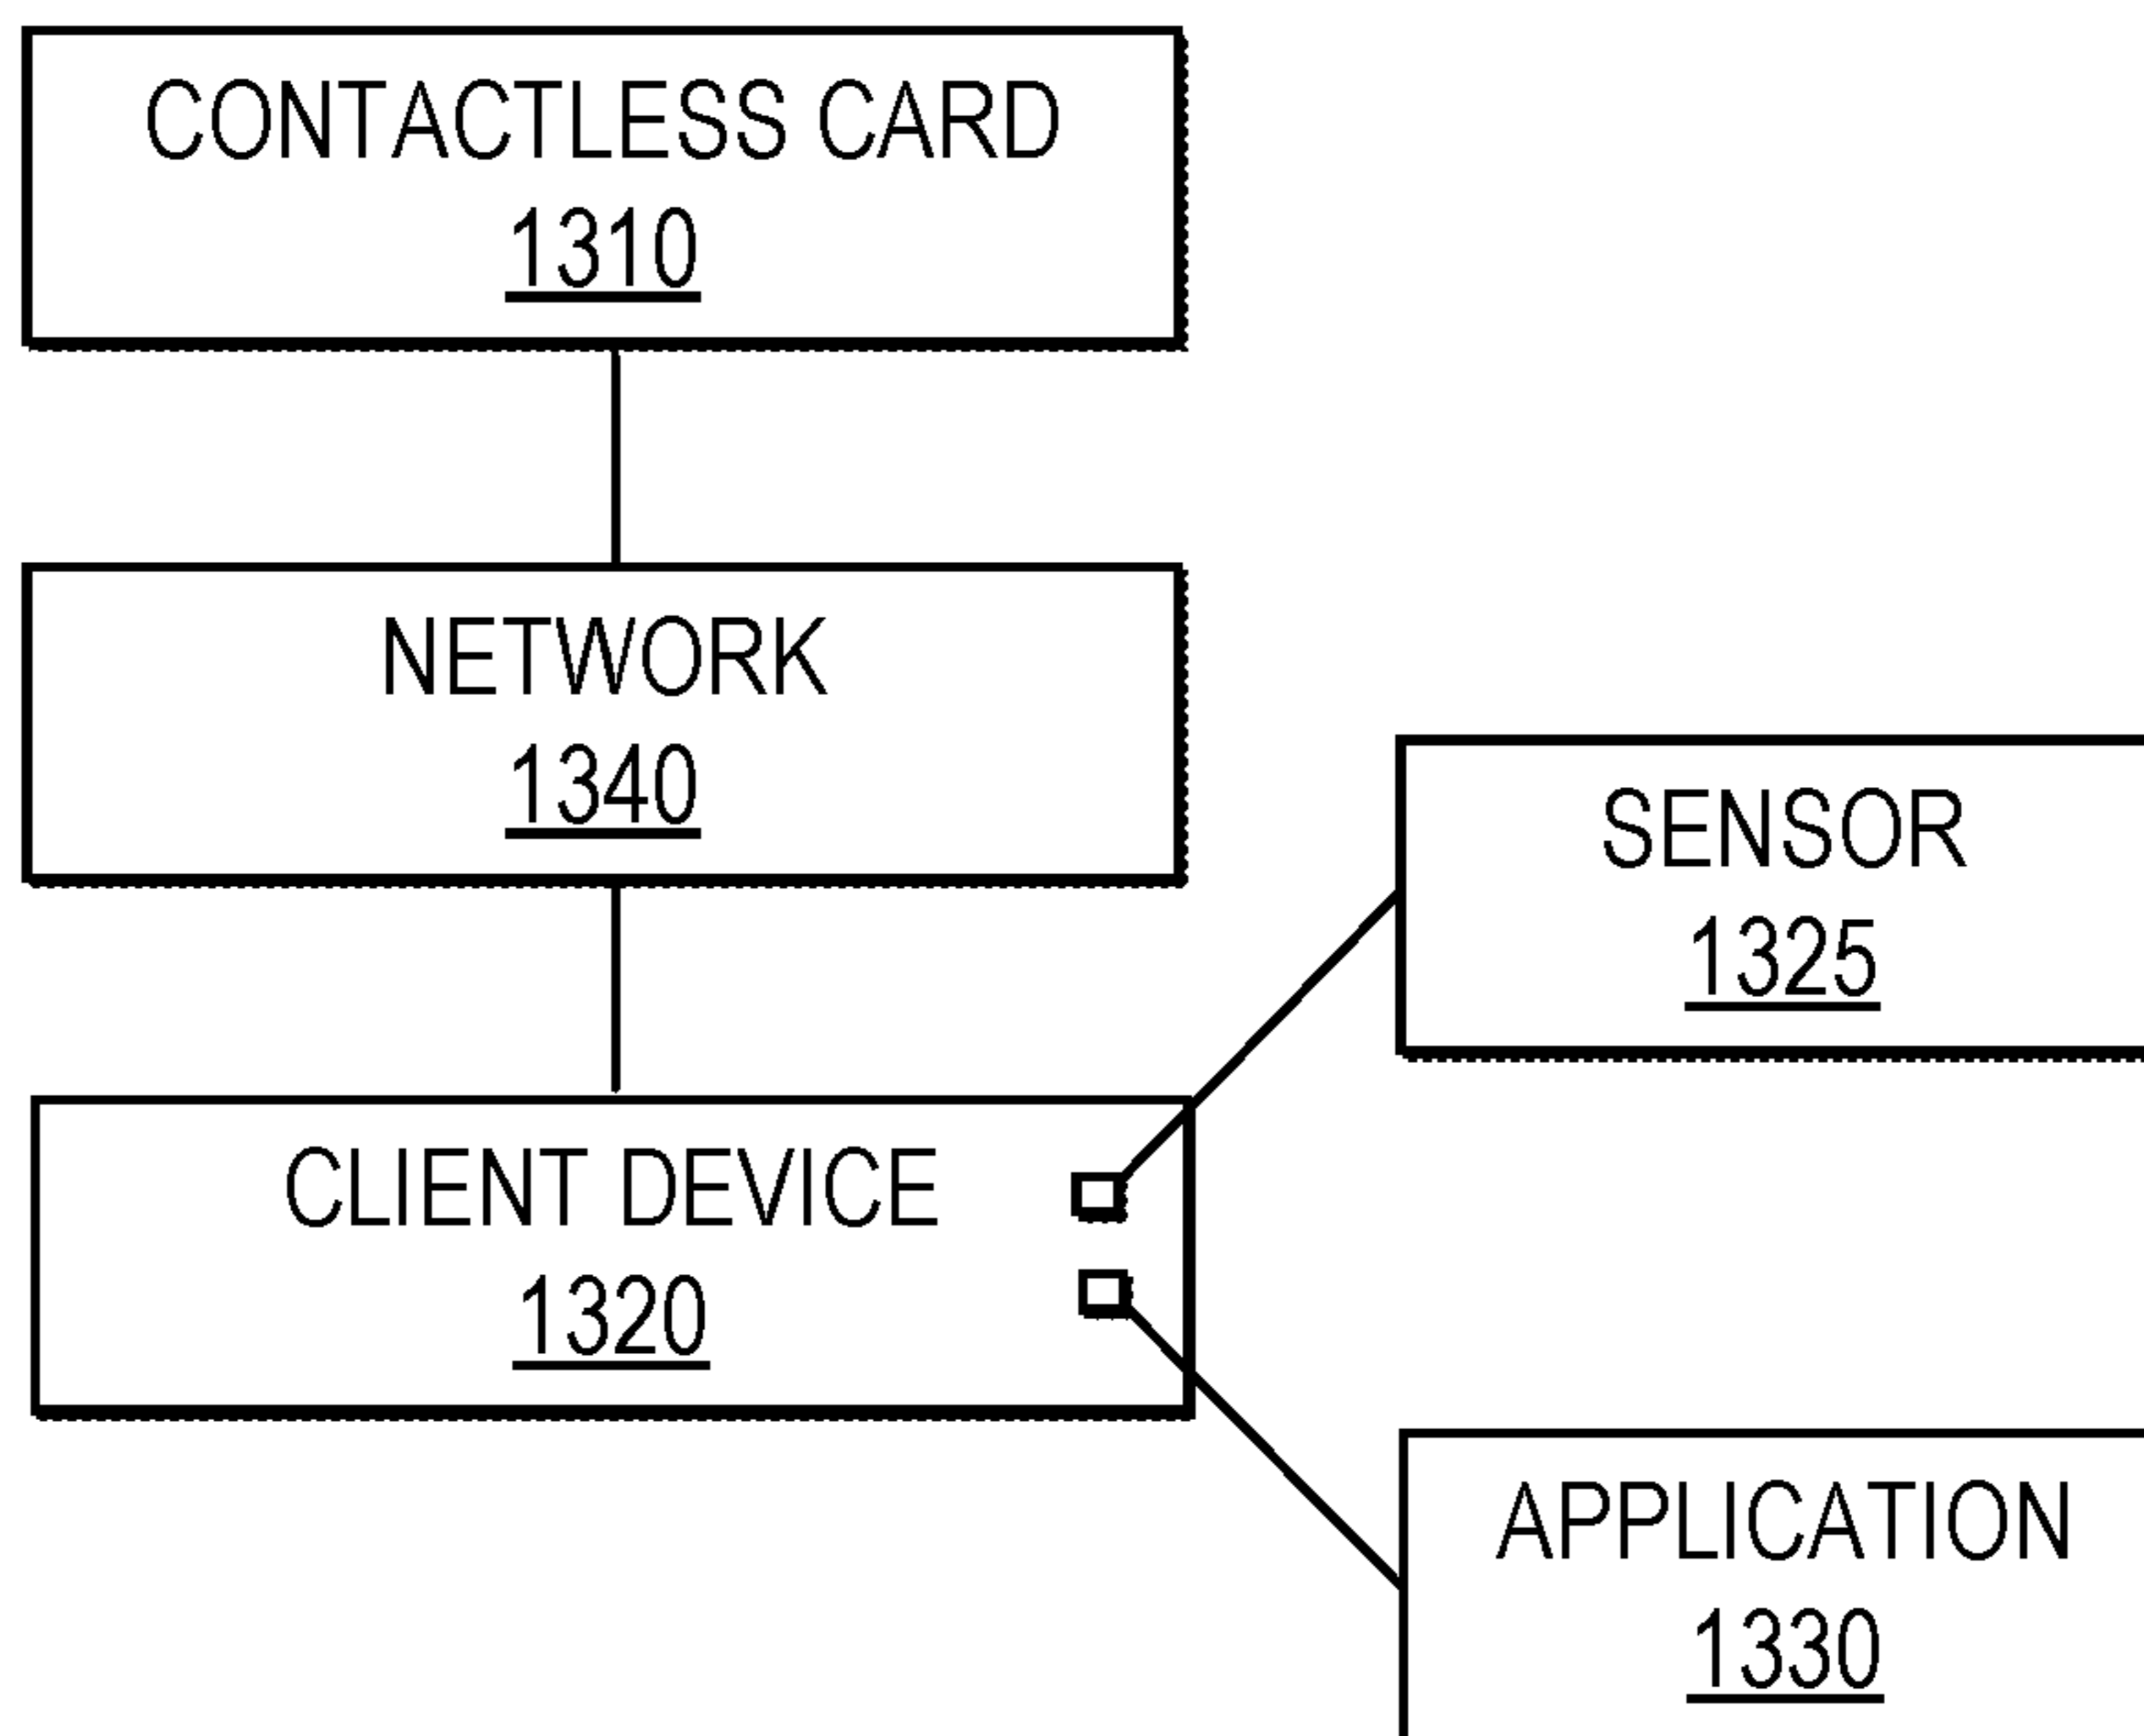 CONTACTLESS CARD
1310
NETWORK
1340
SENSOR
1325
CLIENT DEVICE
1320
APPLICATION
1330